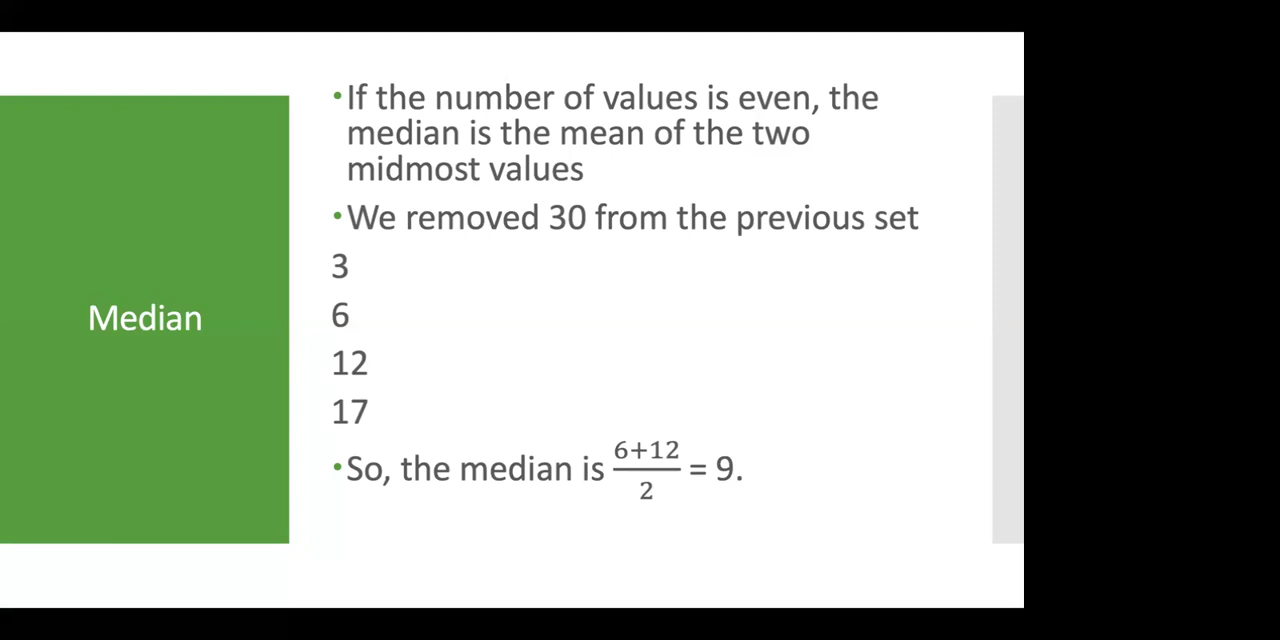 Median
•If the number of values is even, the
median is the mean of the two
midmost values
•We removed 30 from the previous set
3
6
12
17
•So, the median is \frac{6+12}{2} = 9.